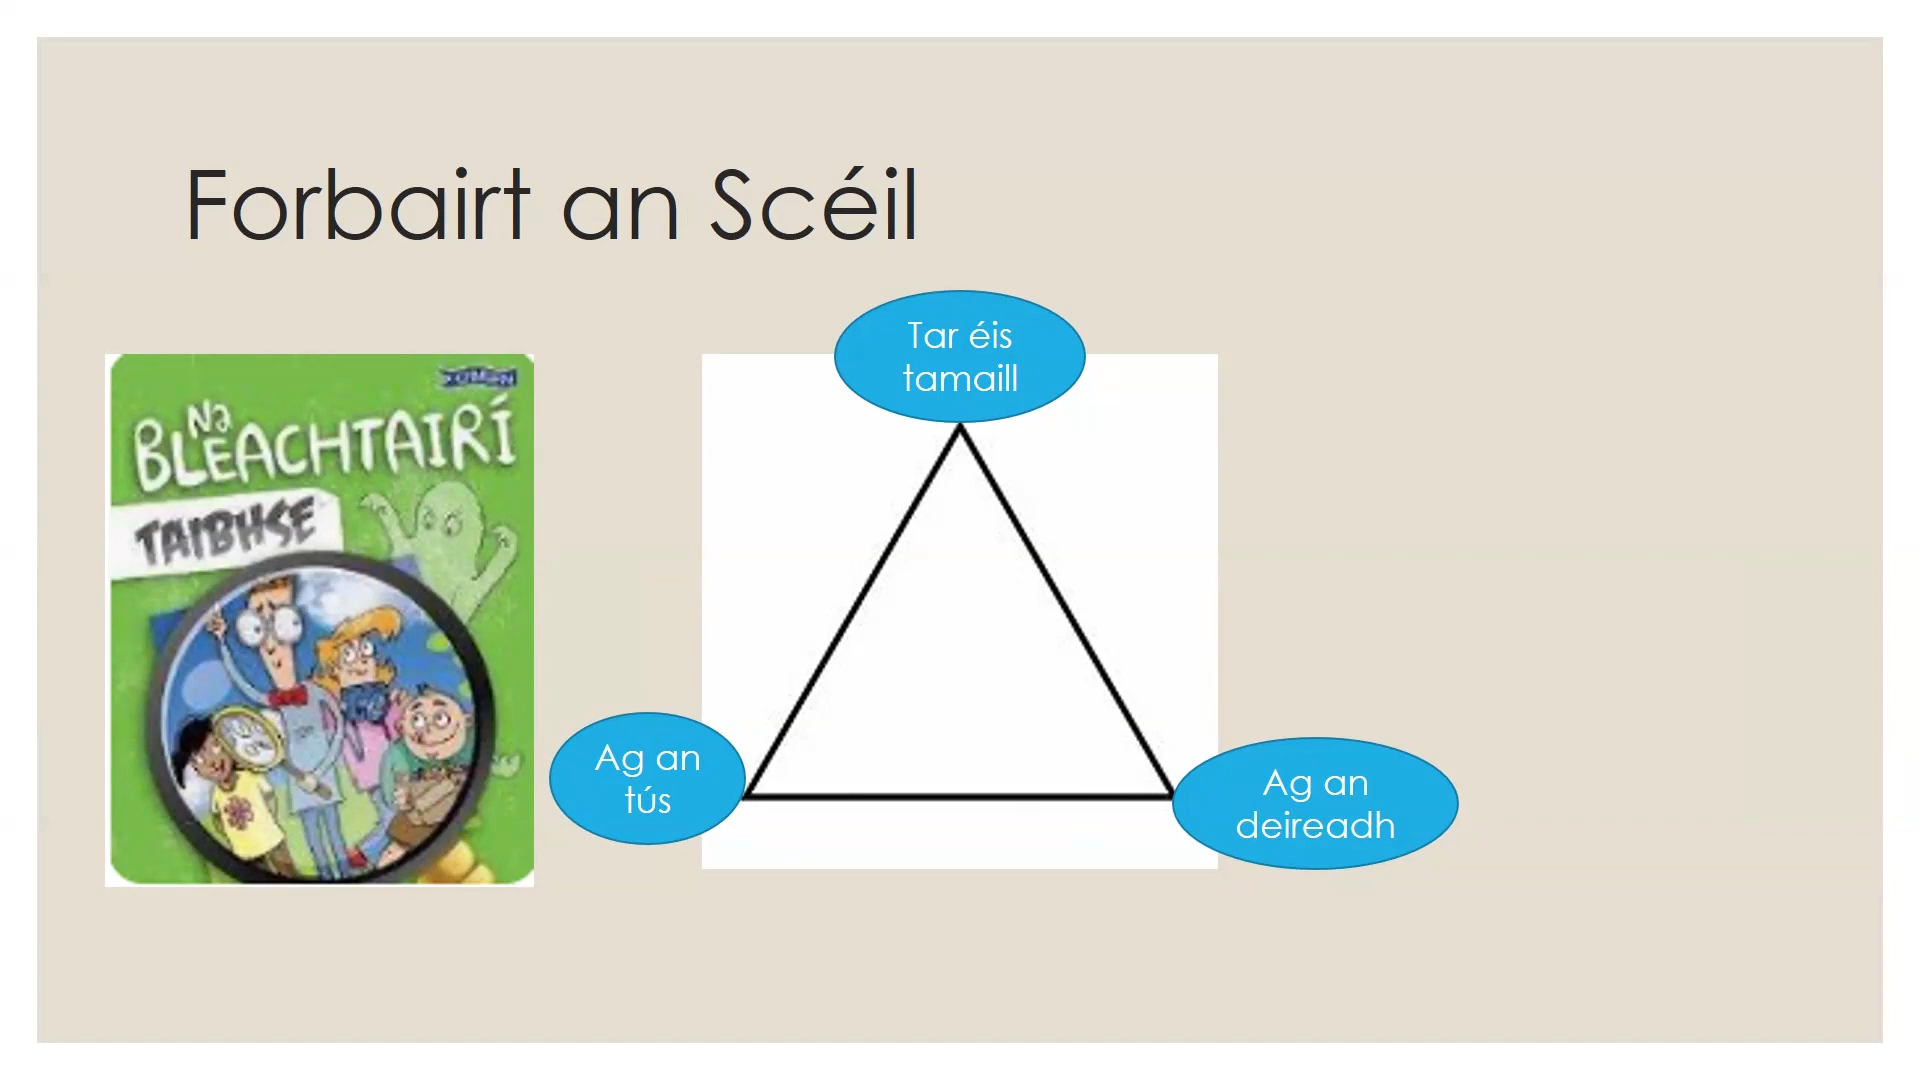 Forbairt an Scéil
Na
BLEACHTAIRÍ
TAIBHSE
Tar éis
tamaill
Ag an
tús
Ag an
deireadh